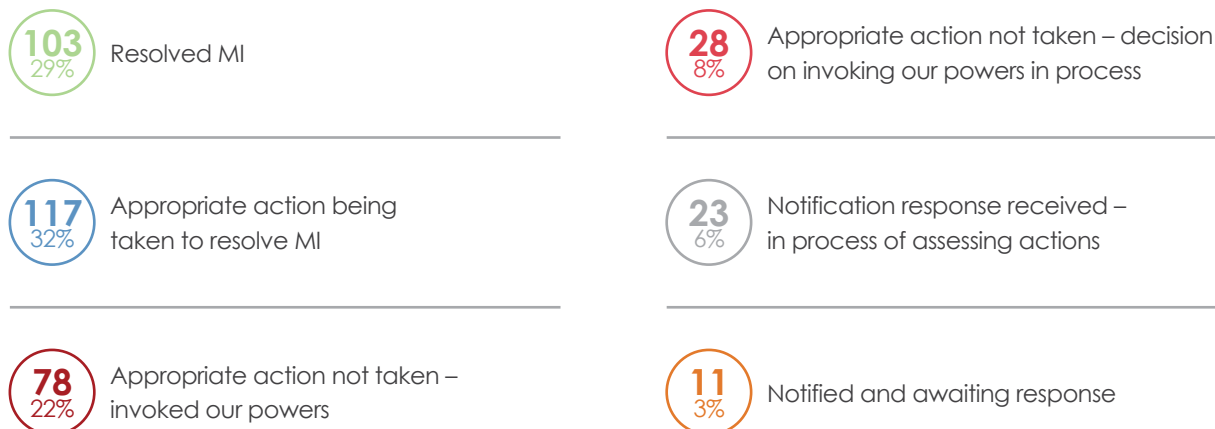 103
29%
Resolved MI
117
32%
Appropriate action being
taken to resolve MI
78
22%
Appropriate action not taken –
invoked our powers
28
8%
Appropriate action not taken – decision
on invoking our powers in process
23
6%
Notification response received –
in process of assessing actions
11
3%
Notified and awaiting response